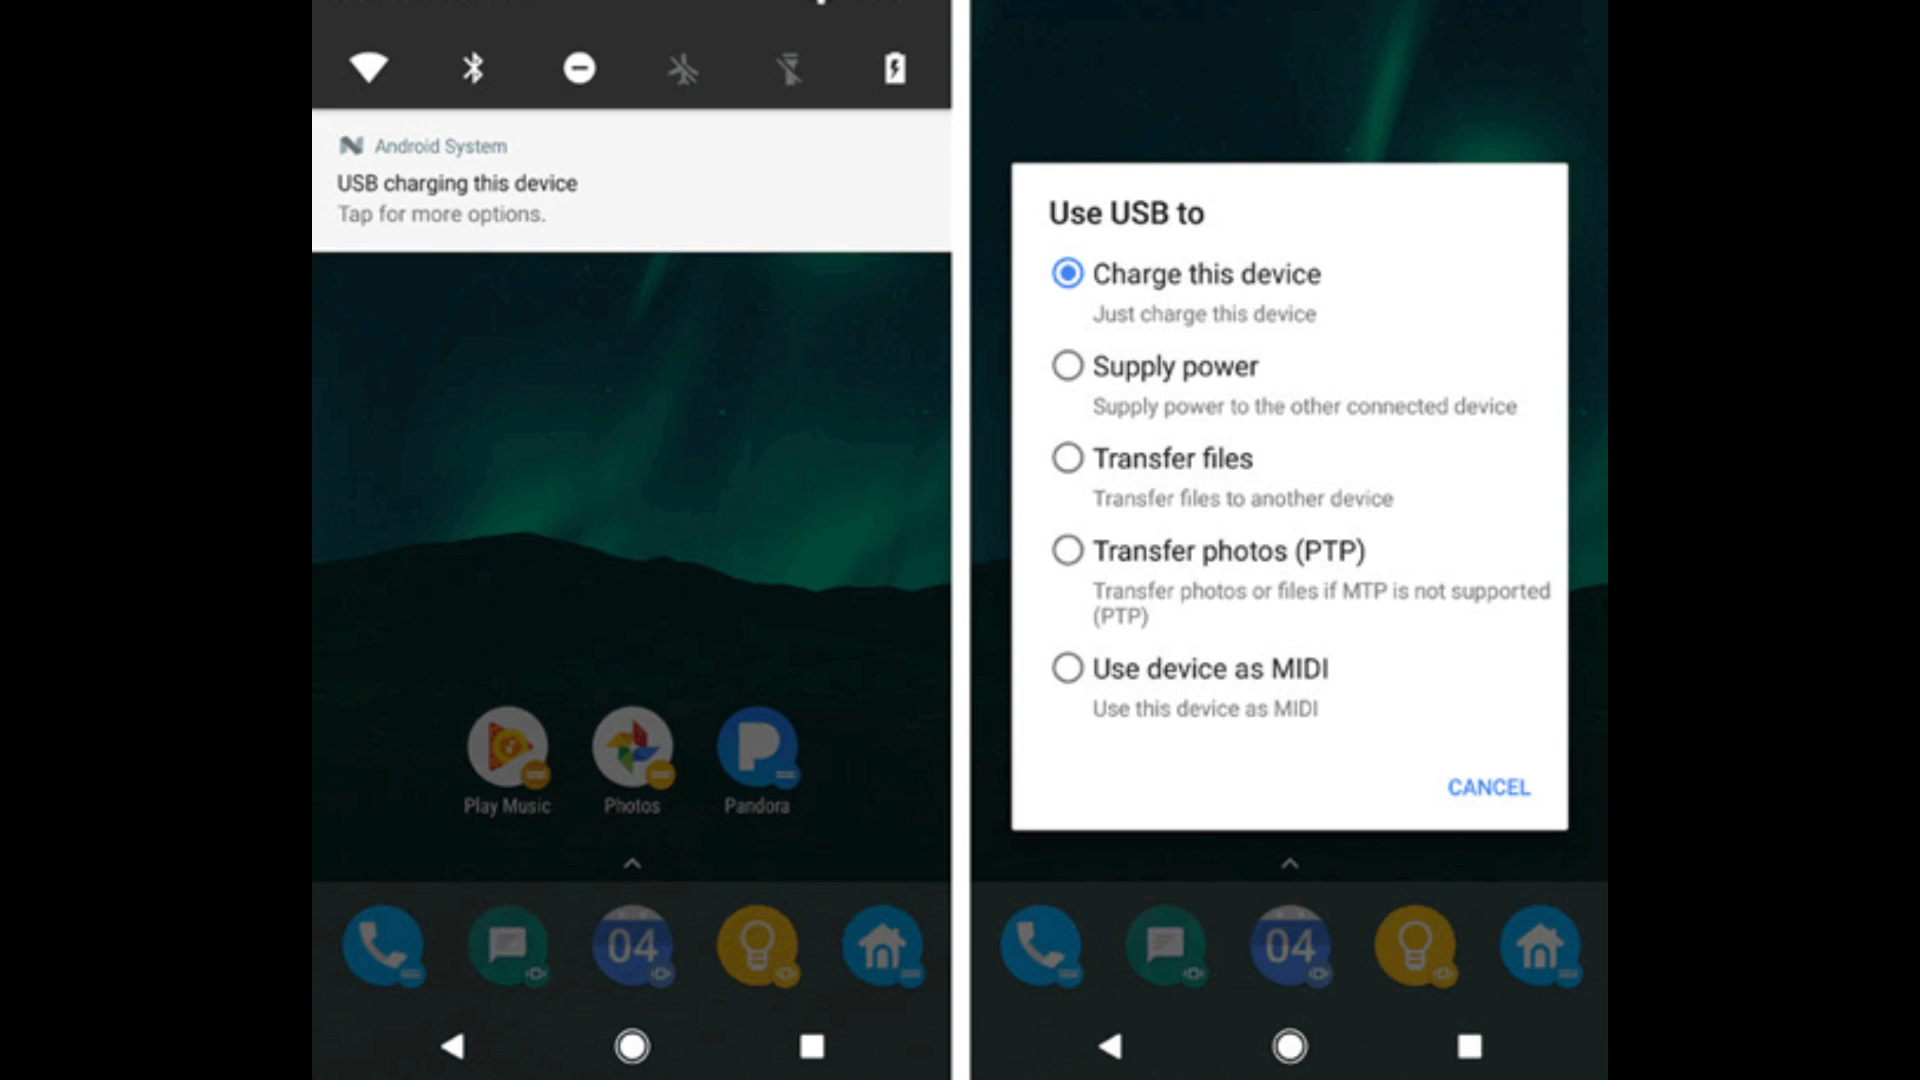 Android System
USB charging this device
Tap for more options.
Play Music
Photos
Pandora
04
Use USB to
Charge this device
Just charge this device
Supply power
Supply power to the other connected device
Transfer files
Transfer files to another device
Transfer photos (PTP)
Transfer photos or files if MTP is not supported
(PTP)
Use device as MIDI
Use this device as MIDI
CANCEL
04